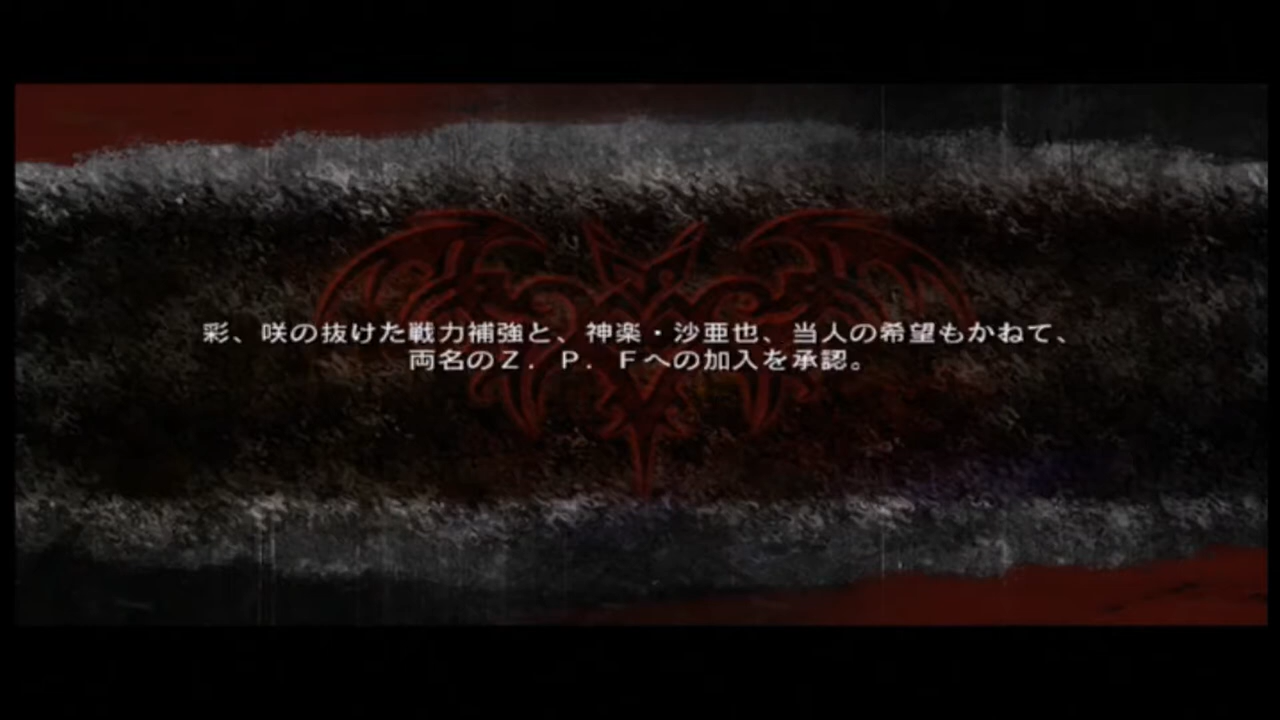 彩、咲の抜けた戦力補強と、神楽・沙亜也、当人の希望もかねて、
両名のＺ．Ｐ．Ｆへの加入を承認。